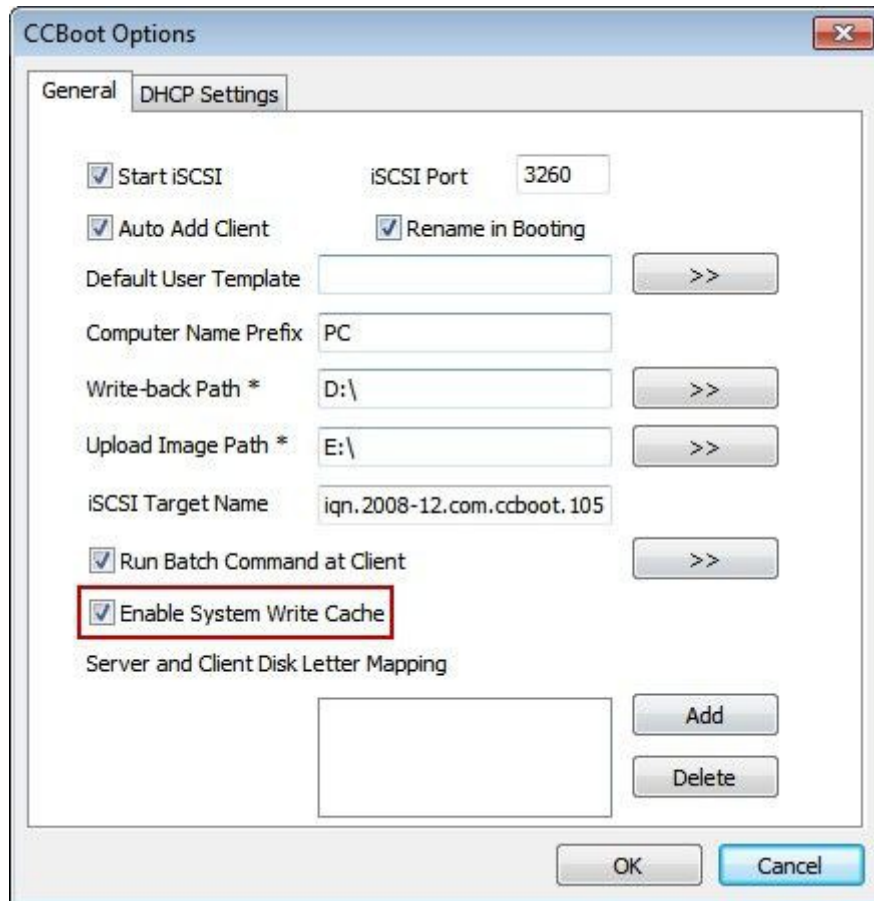 CCBoot Options
General DHCP Settings
Start iSCSI iSCSI Port 3260
Auto Add Client Rename in Booting
Default User Template >>
Computer Name Prefix PC
Write-back Path * D:\ >>
Upload Image Path * E:\ >>
iSCSI Target Name iqn.2008-12.com.ccboot.105
Run Batch Command at Client >>
Enable System Write Cache
Server and Client Disk Letter Mapping
Add
Delete
OK Cancel